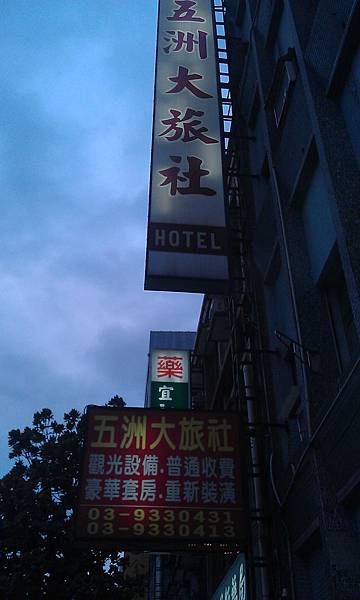 五洲大旅社
HOTEL
藥
宜
五洲大旅社
觀光設備·普通收費
豪華套房·重新裝潢
03-9330431
03-9330413